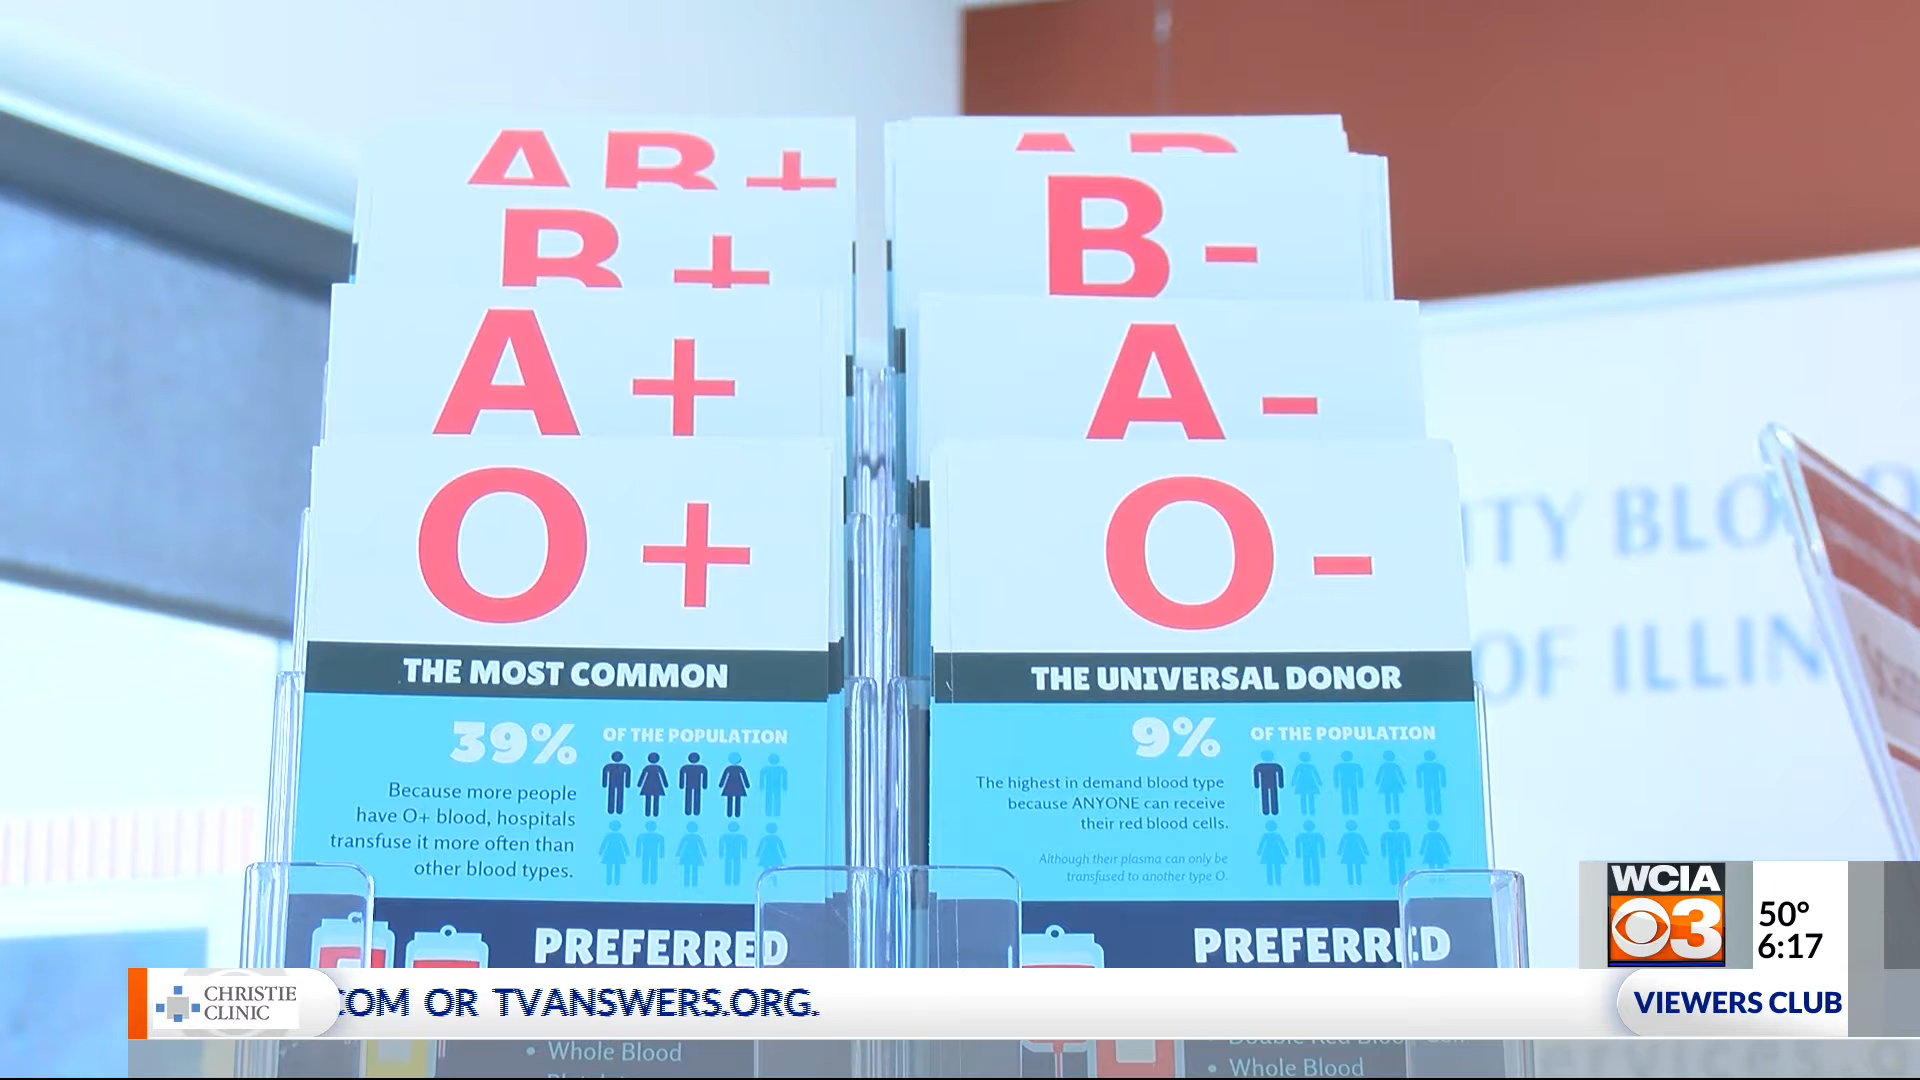 AB+
B+
A+
O+
THE MOST COMMON
39% OF THE POPULATION
Because more people
have O+ blood, hospitals
transfuse it more often than
other blood types.
PREFERRED
• Whole Blood
B-
A-
O-
THE UNIVERSAL DONOR
9% OF THE POPULATION
The highest in demand blood type
because ANYONE can receive
their red blood cells.
Although their plasma can only be
transfused to another type O.
PREFERRED
• Whole Blood
OF ILLIN
WCIA
3
50°
6:17
CHRISTIE
CLINIC
.COM OR TVANSWERS.ORG.
VIEWERS CLUB